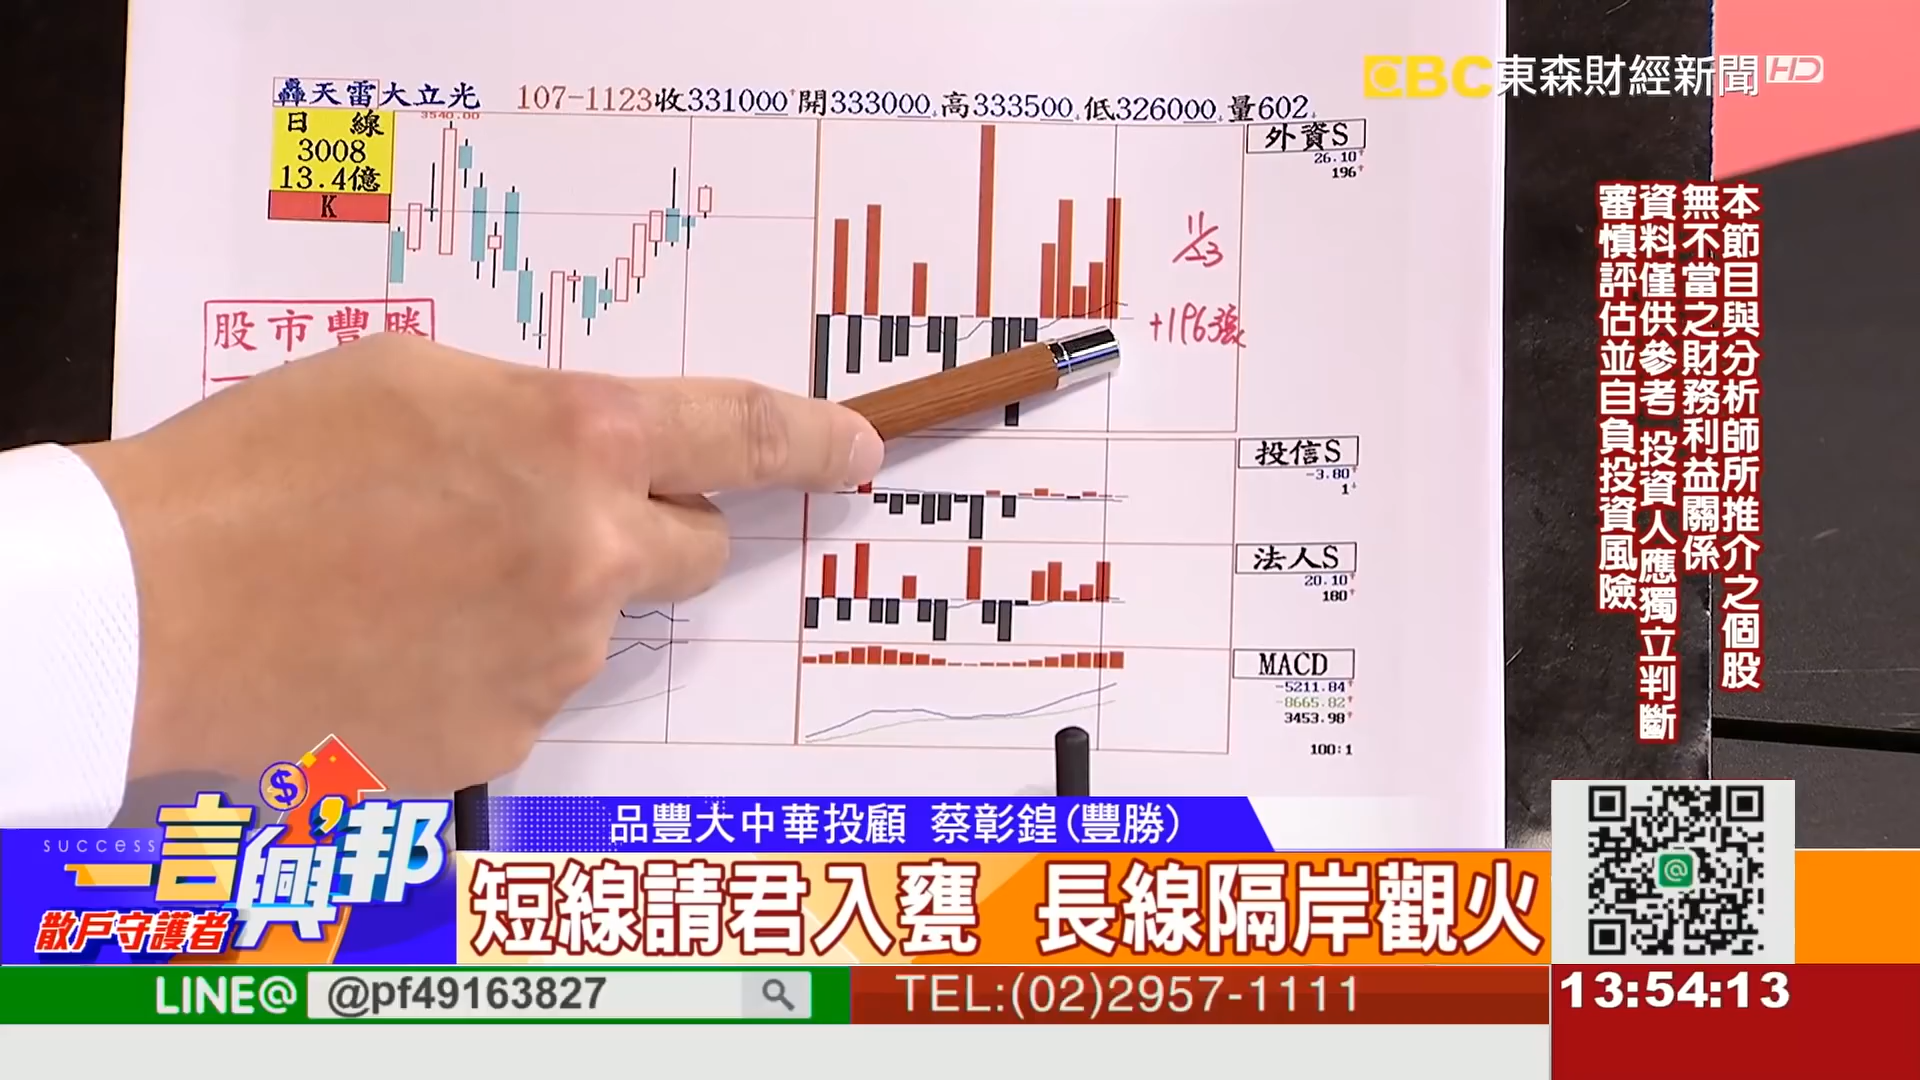 EBC東森財經新聞HD
轟天雷大立光 107-1123收331000 開333000 高333500 低326000 量602
日 線
3540.00
3008
13.4億
K
外資S
26.10
196
11/23
+196張
股市豐勝
投信S
-3.80
1
法人S
20.10
180
MACD
-5211.84
-8665.82
3453.98
100:1
本節目與分析師所推介之個股
無不當之財務利益關係
資料僅供參考 投資人應獨立判斷
審慎評估並自負投資風險
$
success
一言興邦
散戶守護者
品豐大中華投顧 蔡彰鍠(豐勝)
短線請君入甕 長線隔岸觀火
LINE@ @pf49163827
TEL:(02)2957-1111
13:54:13